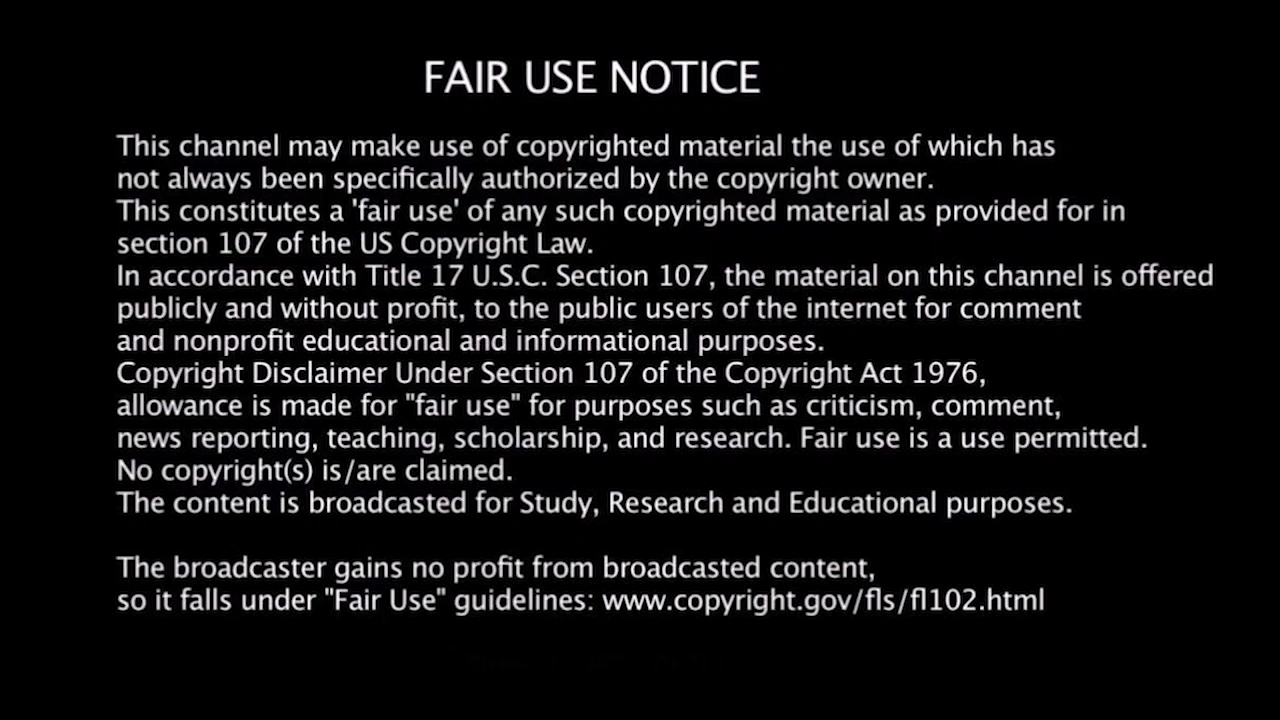 FAIR USE NOTICE
This channel may make use of copyrighted material the use of which has
not always been specifically authorized by the copyright owner.
This constitutes a 'fair use' of any such copyrighted material as provided for in
section 107 of the US Copyright Law.
In accordance with Title 17 U.S.C. Section 107, the material on this channel is offered
publicly and without profit, to the public users of the internet for comment
and nonprofit educational and informational purposes.
Copyright Disclaimer Under Section 107 of the Copyright Act 1976,
allowance is made for "fair use" for purposes such as criticism, comment,
news reporting, teaching, scholarship, and research. Fair use is a use permitted.
No copyright(s) is/are claimed.
The content is broadcasted for Study, Research and Educational purposes.
The broadcaster gains no profit from broadcasted content,
so it falls under "Fair Use" guidelines: www.copyright.gov/fls/fl102.html